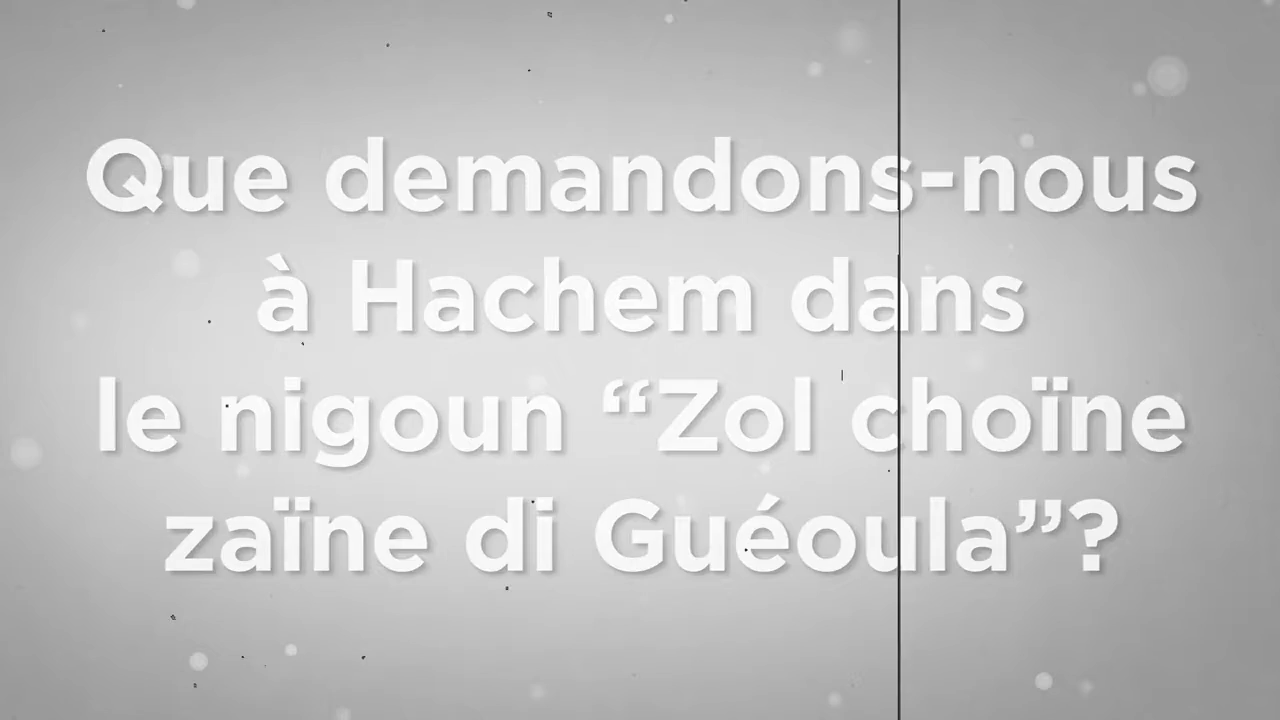 Que demandons-nous
à Hachem dans
le nigoun “Zol choïne
zaïne di Guéoula”?